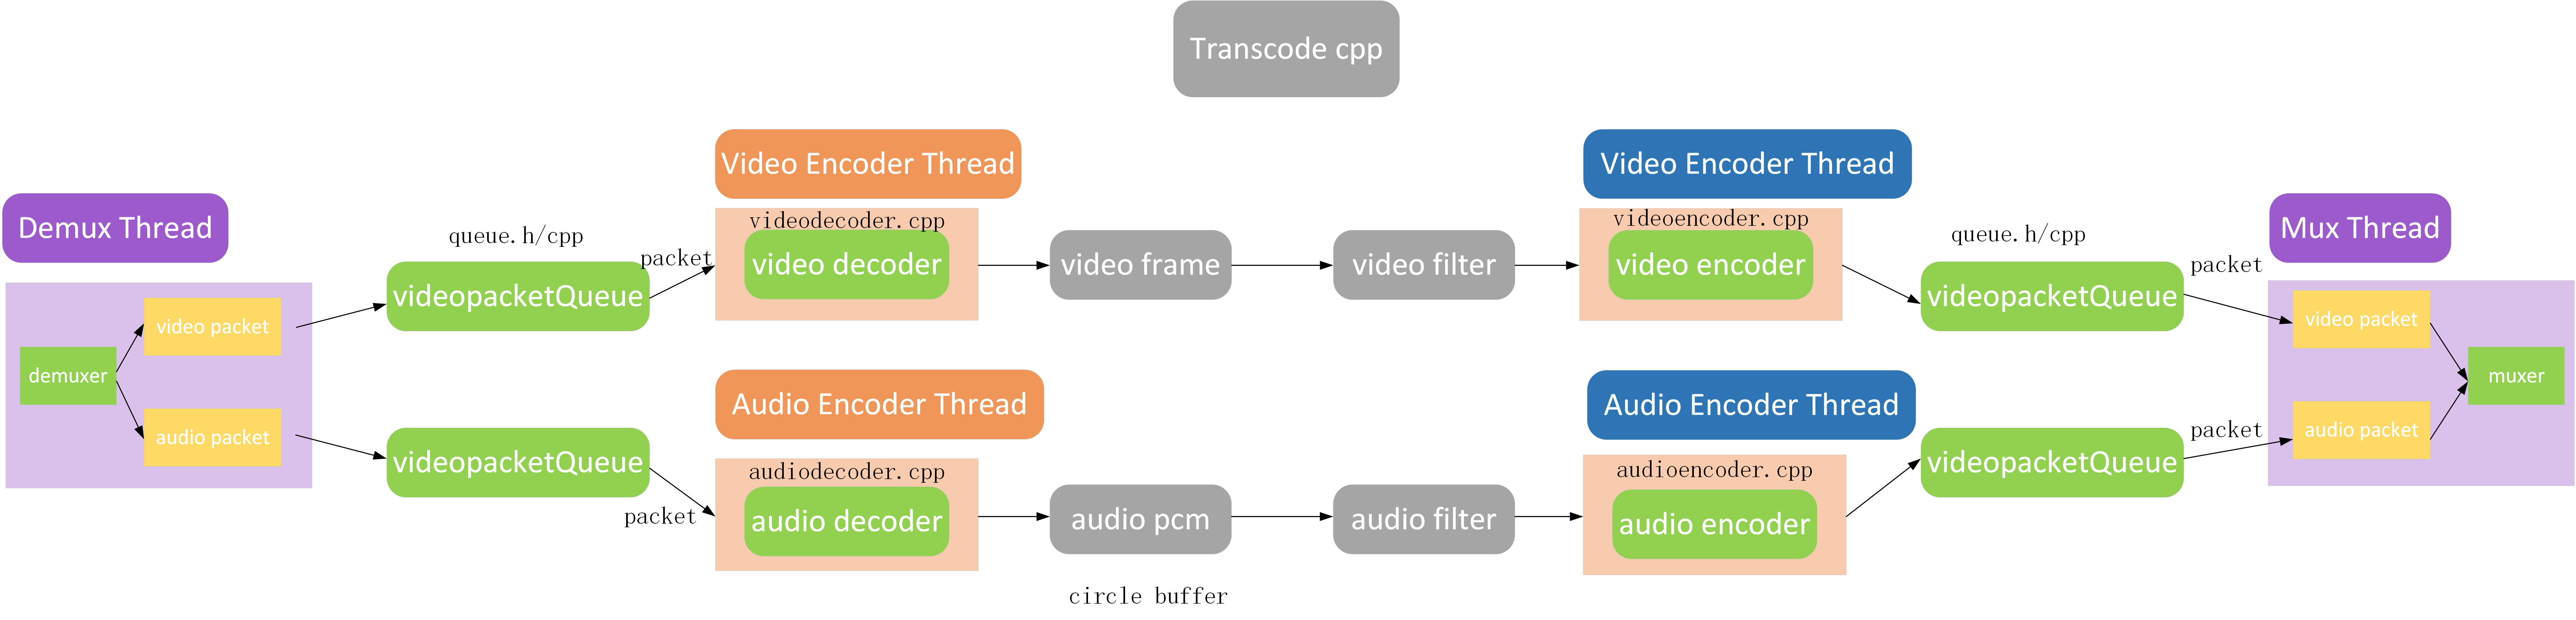 Transcode cpp
Video Encoder Thread
Video Encoder Thread
Demux Thread
queue.h/cpp
videodecoder.cpp
videoencoder.cpp
queue.h/cpp
Mux Thread
packet
video decoder
video frame
video filter
video encoder
packet
videopacketQueue
videopacketQueue
video packet
video packet
demuxer
muxer
Audio Encoder Thread
Audio Encoder Thread
audio packet
audio packet
videopacketQueue
packet
audiodecoder.cpp
audioencoder.cpp
videopacketQueue
packet
audio decoder
audio pcm
audio filter
audio encoder
circle buffer